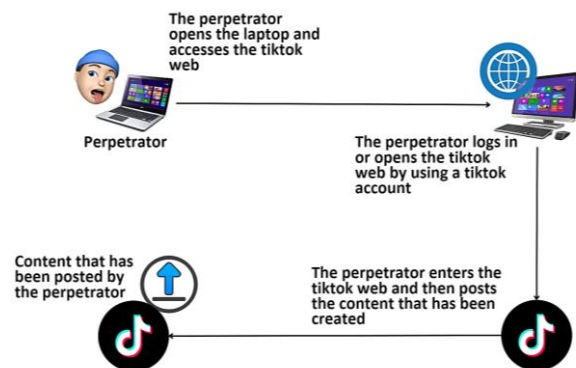 The perpetrator
opens the laptop and
accesses the tiktok
web
Perpetrator
The perpetrator logs in
or opens the tiktok
web by using a tiktok
account
Content that has
been posted by
the perpetrator
The perpetrator enters the
tiktok web and then posts
the content that has been
created